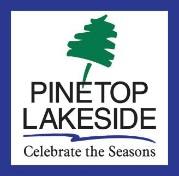 PINETOP
LAKESIDE
Celebrate the Seasons